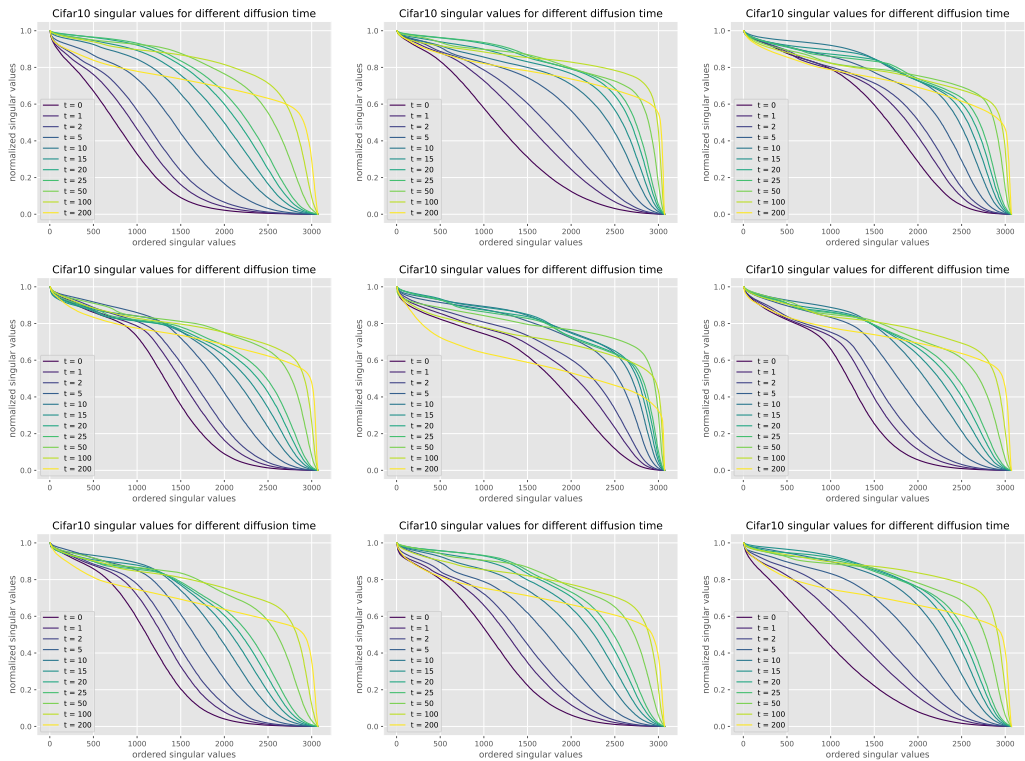 Cifar10 singular values for different diffusion time
normalized singular values
1.0
0.8
0.6
0.4
0.2
0.0
t = 0
t = 1
t = 2
t = 5
t = 10
t = 15
t = 20
t = 25
t = 50
t = 100
t = 200
0 500 1000 1500 2000 2500 3000
ordered singular values
Cifar10 singular values for different diffusion time
normalized singular values
1.0
0.8
0.6
0.4
0.2
0.0
t = 0
t = 1
t = 2
t = 5
t = 10
t = 15
t = 20
t = 25
t = 50
t = 100
t = 200
0 500 1000 1500 2000 2500 3000
ordered singular values
Cifar10 singular values for different diffusion time
normalized singular values
1.0
0.8
0.6
0.4
0.2
0.0
t = 0
t = 1
t = 2
t = 5
t = 10
t = 15
t = 20
t = 25
t = 50
t = 100
t = 200
0 500 1000 1500 2000 2500 3000
ordered singular values
Cifar10 singular values for different diffusion time
normalized singular values
1.0
0.8
0.6
0.4
0.2
0.0
t = 0
t = 1
t = 2
t = 5
t = 10
t = 15
t = 20
t = 25
t = 50
t = 100
t = 200
0 500 1000 1500 2000 2500 3000
ordered singular values
Cifar10 singular values for different diffusion time
normalized singular values
1.0
0.8
0.6
0.4
0.2
0.0
t = 0
t = 1
t = 2
t = 5
t = 10
t = 15
t = 20
t = 25
t = 50
t = 100
t = 200
0 500 1000 1500 2000 2500 3000
ordered singular values
Cifar10 singular values for different diffusion time
normalized singular values
1.0
0.8
0.6
0.4
0.2
0.0
t = 0
t = 1
t = 2
t = 5
t = 10
t = 15
t = 20
t = 25
t = 50
t = 100
t = 200
0 500 1000 1500 2000 2500 3000
ordered singular values
Cifar10 singular values for different diffusion time
normalized singular values
1.0
0.8
0.6
0.4
0.2
0.0
t = 0
t = 1
t = 2
t = 5
t = 10
t = 15
t = 20
t = 25
t = 50
t = 100
t = 200
0 500 1000 1500 2000 2500 3000
ordered singular values
Cifar10 singular values for different diffusion time
normalized singular values
1.0
0.8
0.6
0.4
0.2
0.0
t = 0
t = 1
t = 2
t = 5
t = 10
t = 15
t = 20
t = 25
t = 50
t = 100
t = 200
0 500 1000 1500 2000 2500 3000
ordered singular values
Cifar10 singular values for different diffusion time
normalized singular values
1.0
0.8
0.6
0.4
0.2
0.0
t = 0
t = 1
t = 2
t = 5
t = 10
t = 15
t = 20
t = 25
t = 50
t = 100
t = 200
0 500 1000 1500 2000 2500 3000
ordered singular values